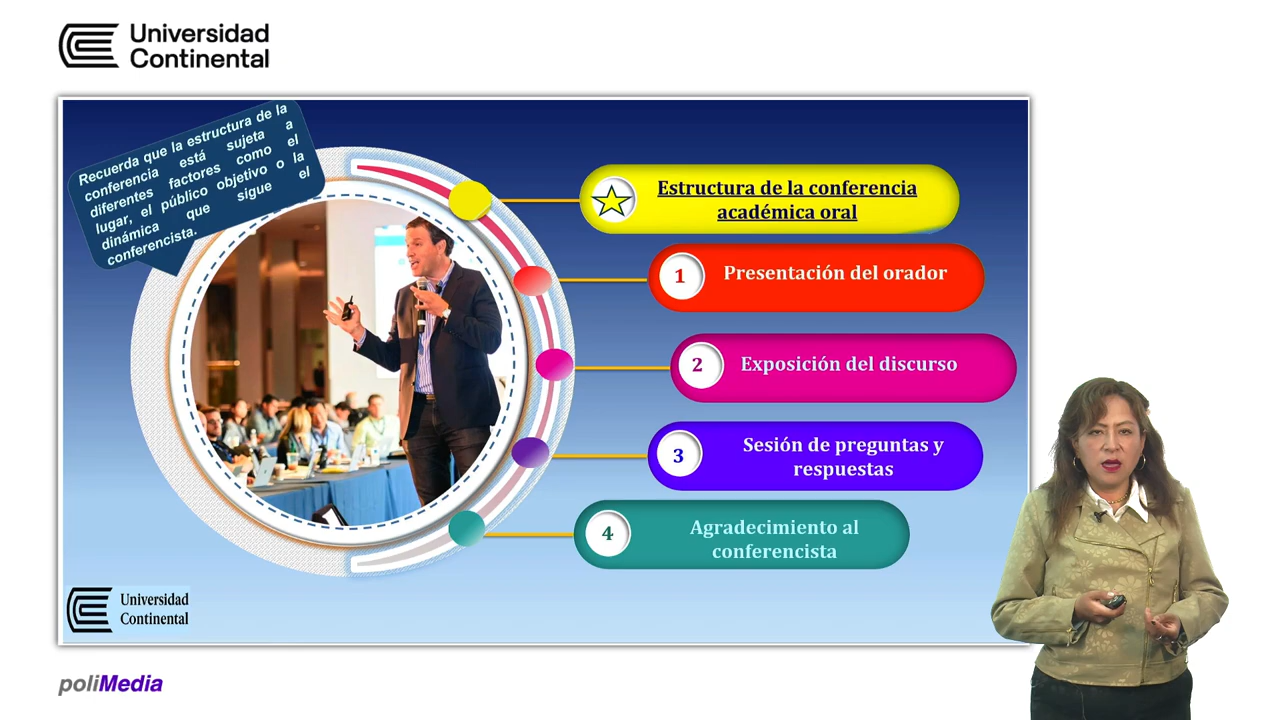 Universidad
Continental
Recuerda que la estructura de la
conferencia está sujeta a
diferentes factores como el
lugar, el público objetivo o la
dinámica que sigue el
conferencista.
Estructura de la conferencia
académica oral
1 Presentación del orador
2 Exposición del discurso
3 Sesión de preguntas y
respuestas
4 Agradecimiento al
conferencista
Universidad
Continental
poliMedia